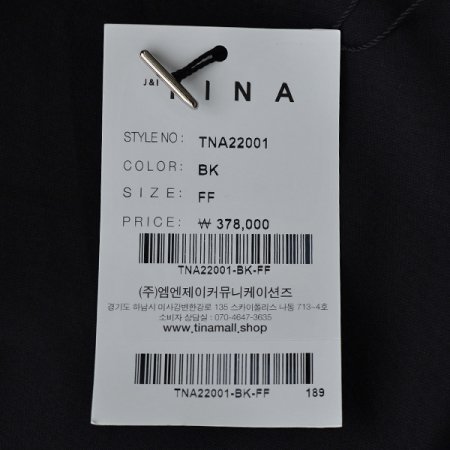 J&I
TINA
STYLE NO: TNA22001
COLOR: BK
SIZE: FF
PRICE: ₩ 378,000
TNA22001-BK-FF
(주)엠엔제이커뮤니케이션즈
경기도 하남시 미사강변한강로 135 스카이폴리스 나동 713-4호
소비자 상담실 : 070-4647-3635
www.tinamall.shop
TNA22001-BK-FF 189